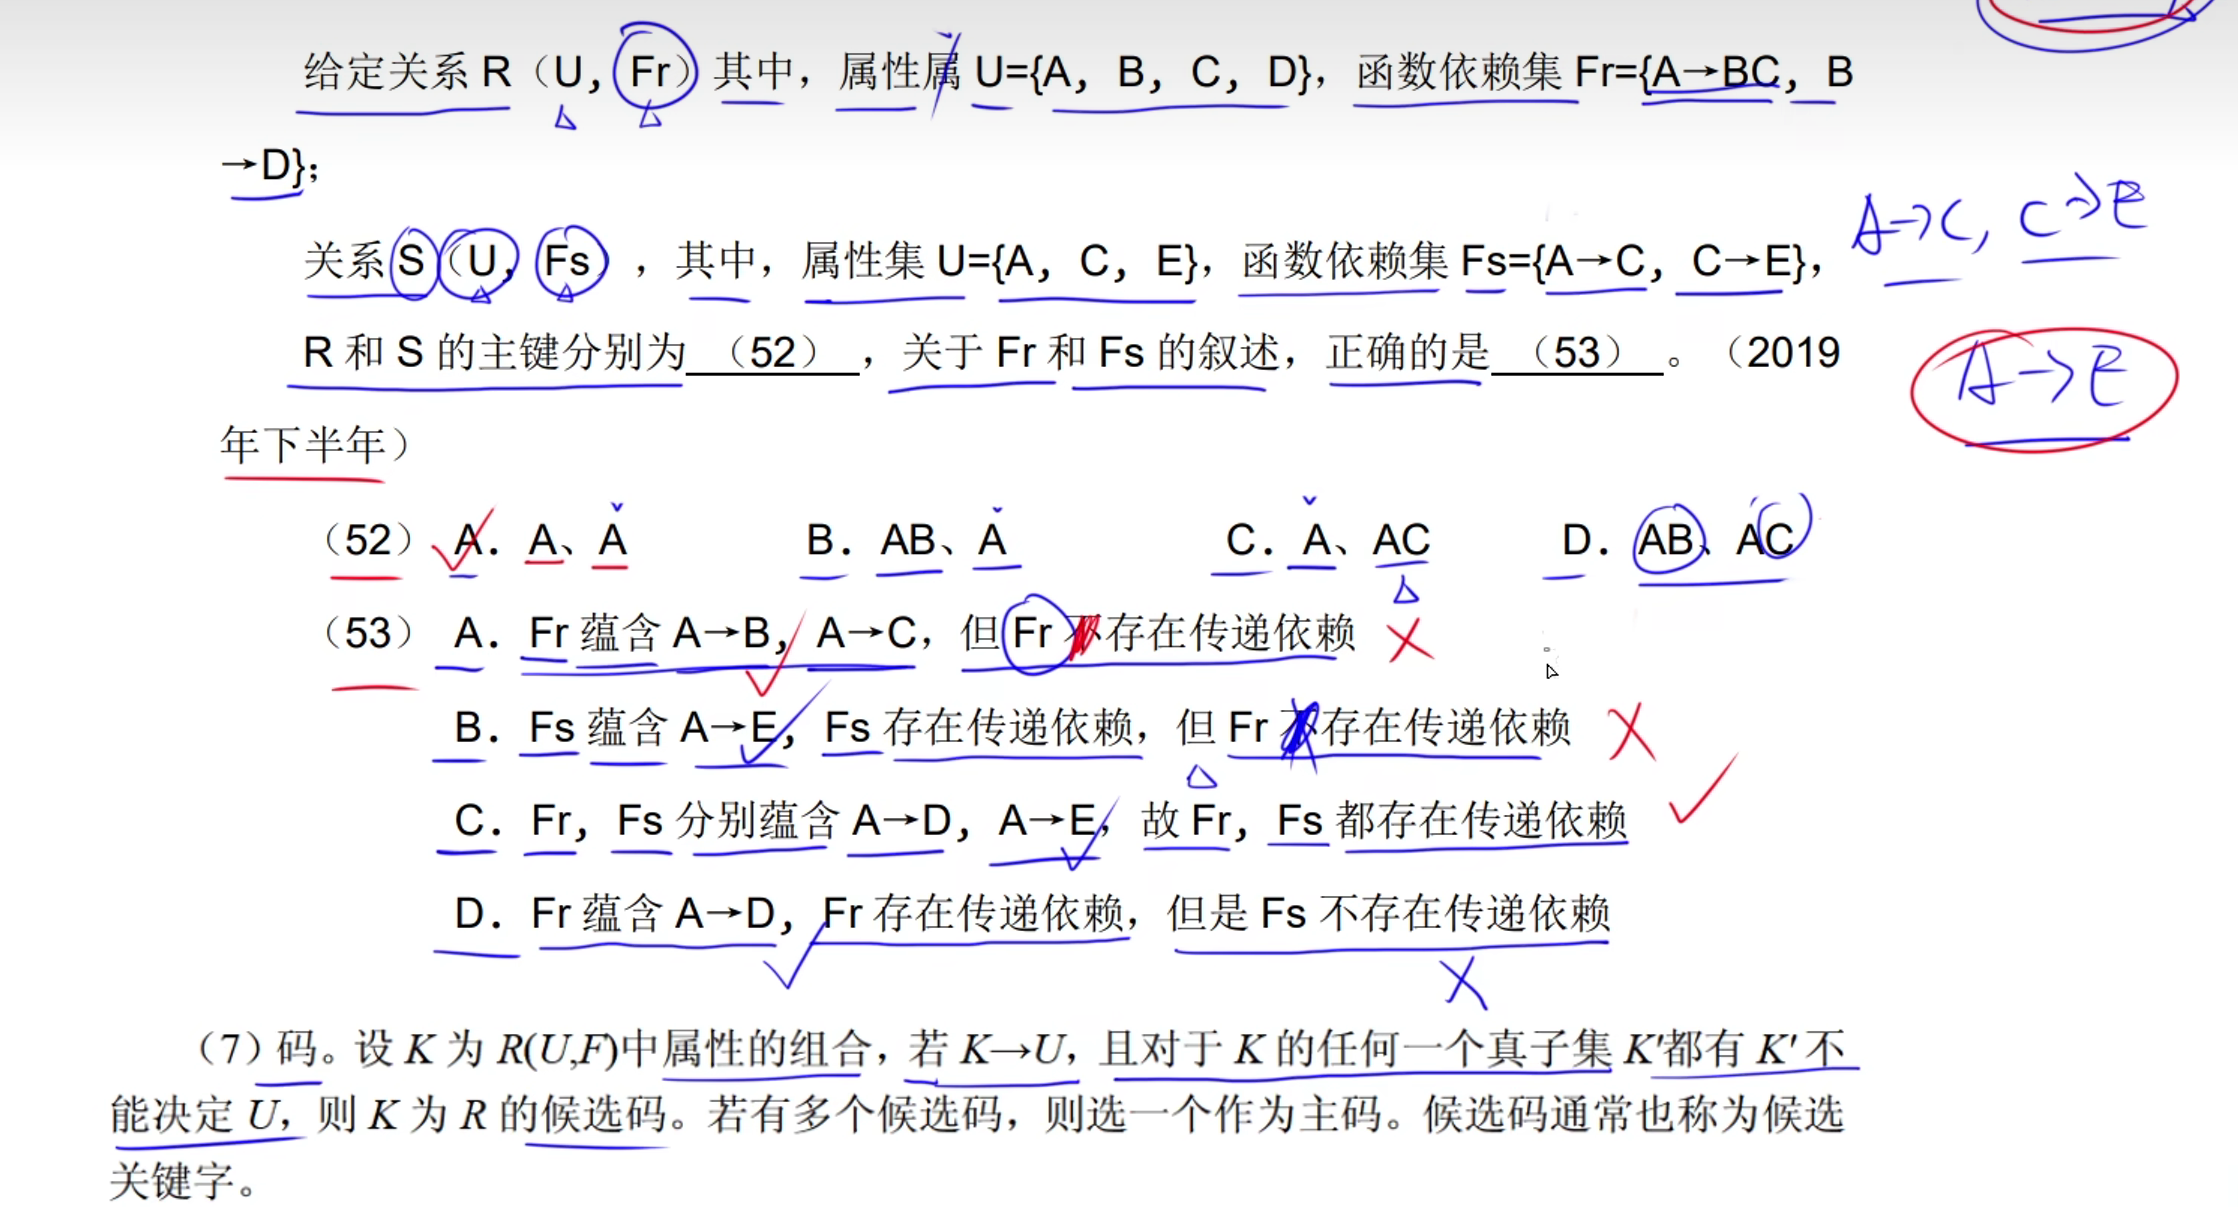 给定关系 R（U，Fr）其中，属性属 U={A，B，C，D}，函数依赖集 Fr={A→BC，B
→D}；
关系 S（U，Fs），其中，属性集 U={A，C，E}，函数依赖集 Fs={A→C，C→E}，
A→C, C→E
R 和 S 的主键分别为（52），关于 Fr 和 Fs 的叙述，正确的是（53）。（2019
A→E
年下半年）
（52）A．A、A B．AB、A C．A、AC D．AB、AC
（53）A．Fr 蕴含 A→B，A→C，但 Fr 不存在传递依赖
B．Fs 蕴含 A→E，Fs 存在传递依赖，但 Fr 不存在传递依赖
C．Fr，Fs 分别蕴含 A→D，A→E，故 Fr，Fs 都存在传递依赖
D．Fr 蕴含 A→D，Fr 存在传递依赖，但是 Fs 不存在传递依赖
（7）码。设 K 为 R(U,F)中属性的组合，若 K→U，且对于 K 的任何一个真子集 K'都有 K'不
能决定 U，则 K 为 R 的候选码。若有多个候选码，则选一个作为主码。候选码通常也称为候选
关键字。